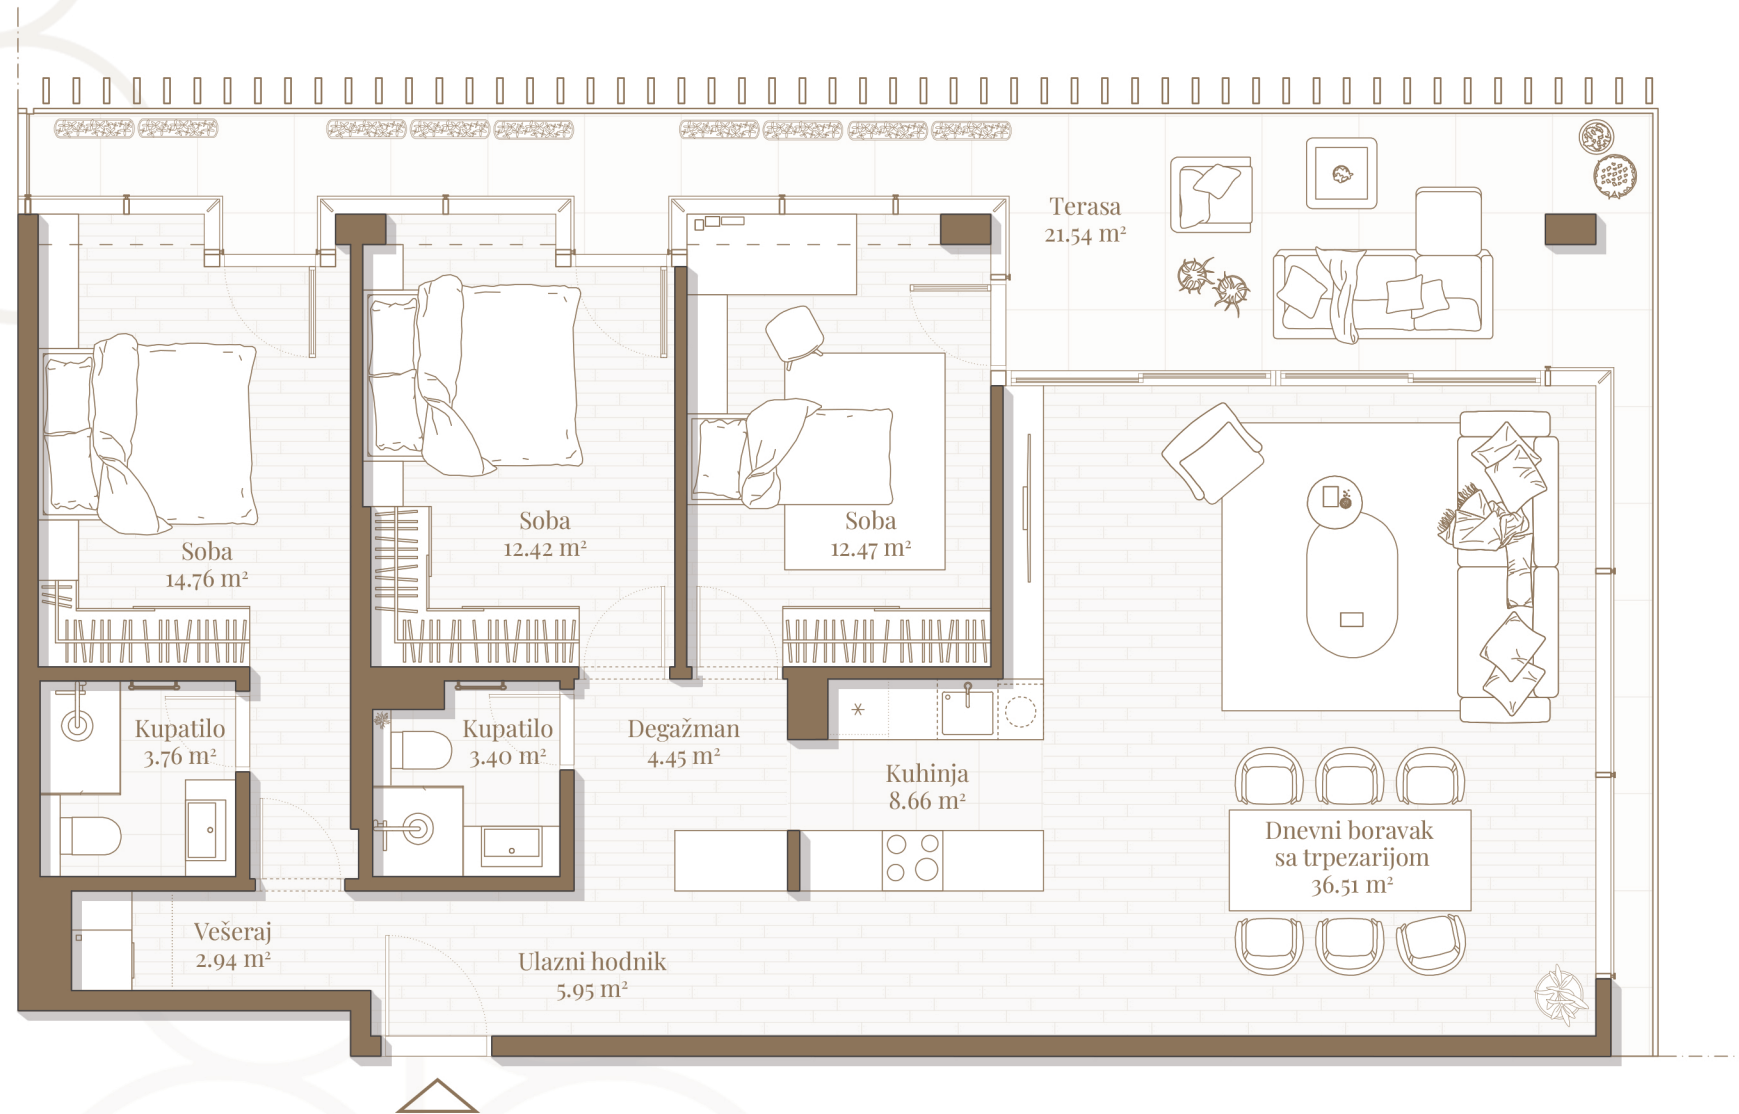 Terasa
21.54 m²
Soba
14.76 m²
Soba
12.42 m²
Soba
12.47 m²
Kupatilo
3.76 m²
Kupatilo
3.40 m²
Degažman
4.45 m²
Kuhinja
8.66 m²
Dnevni boravak
sa trpezarijom
36.51 m²
Vešeraj
2.94 m²
Ulazni hodnik
5.95 m²